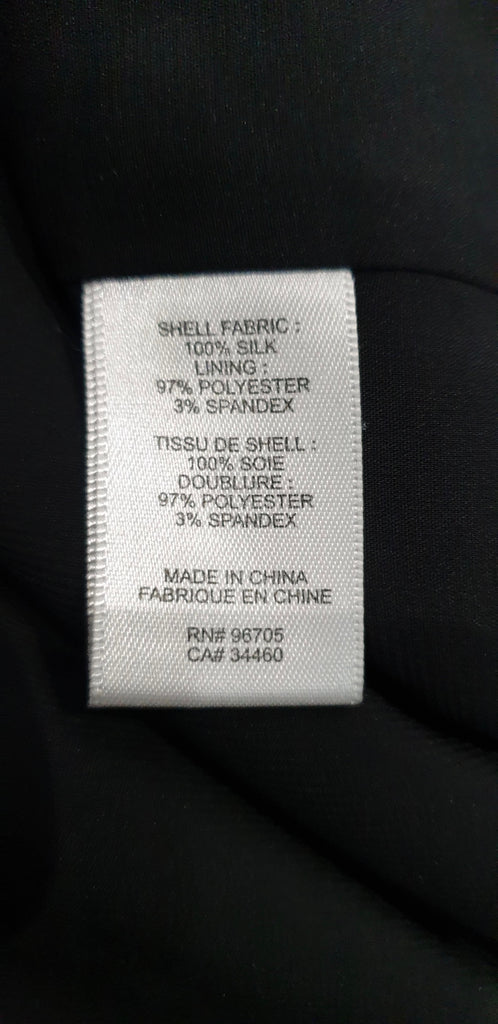 SHELL FABRIC :
100% SILK
LINING :
97% POLYESTER
3% SPANDEX
TISSU DE SHELL :
100% SOIE
DOUBLURE :
97% POLYESTER
3% SPANDEX
MADE IN CHINA
FABRIQUE EN CHINE
RN# 96705
CA# 34460